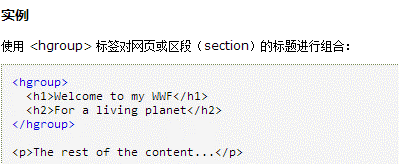 实例
使用 <hgroup> 标签对网页或区段（section）的标题进行组合：
<hgroup>
  <h1>Welcome to my WWF</h1>
  <h2>For a living planet</h2>
</hgroup>
<p>The rest of the content...</p>